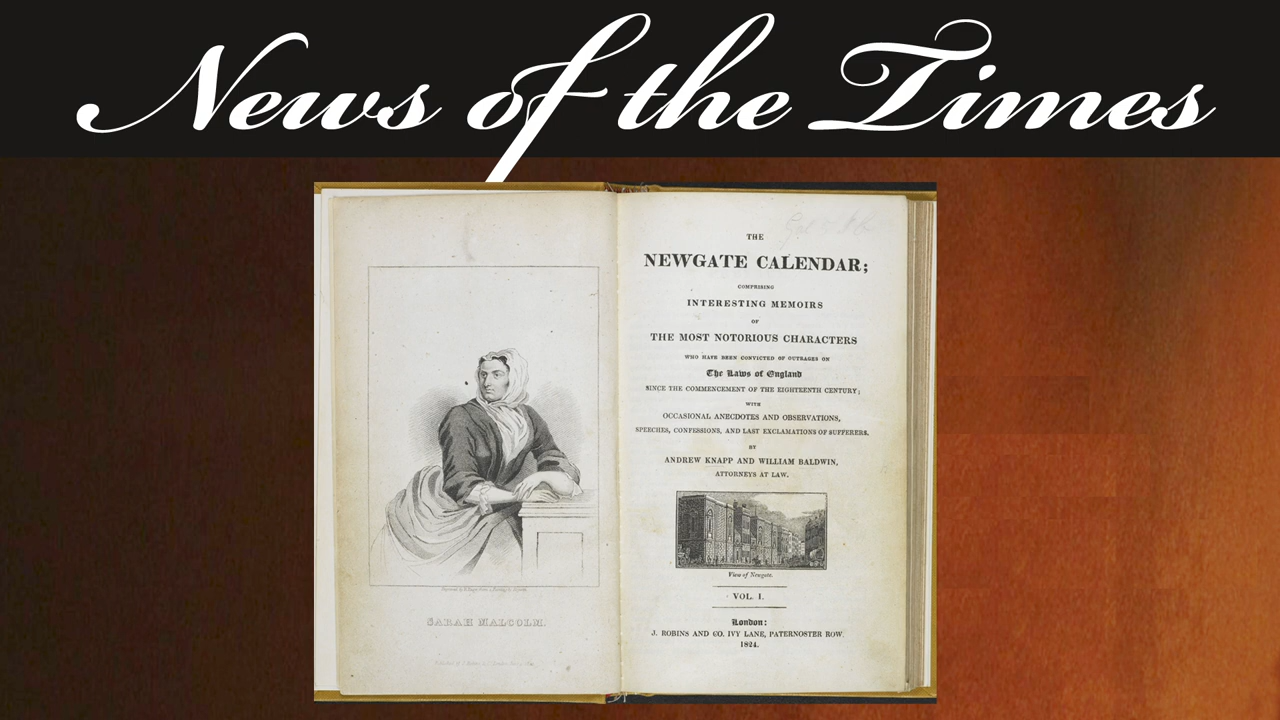 News of the Times
THE
NEWGATE CALENDAR;
COMPRISING
INTERESTING MEMOIRS
OF
THE MOST NOTORIOUS CHARACTERS
WHO HAVE BEEN CONVICTED OF OUTRAGES ON
The Laws of England
SINCE THE COMMENCEMENT OF THE EIGHTEENTH CENTURY;
WITH
OCCASIONAL ANECDOTES AND OBSERVATIONS,
SPEECHES, CONFESSIONS, AND LAST EXCLAMATIONS OF SUFFERERS.
BY
ANDREW KNAPP AND WILLIAM BALDWIN,
ATTORNEYS AT LAW.
View of Newgate.
VOL. I.
London:
J. ROBINS AND CO. IVY LANE, PATERNOSTER ROW.
1824.
SARAH MALCOLM.